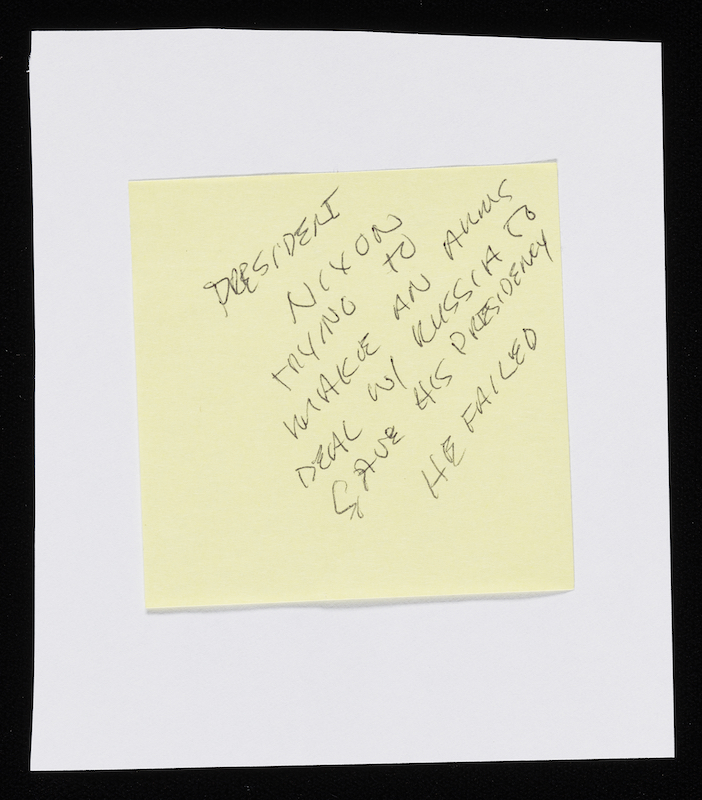 PRESIDENT
NIXON
TRYING TO
MAKE AN ARMS
DEAL W/ RUSSIA TO
SAVE HIS PRESIDENCY
HE FAILED